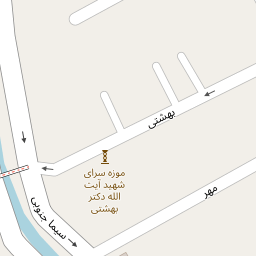 بهشتی
موزه سرای
شهید آیت
الله دکتر
بهشتی
مهر
سیما جنوبی